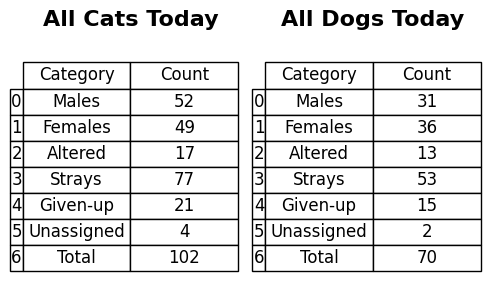 All Cats Today
Category Count
0 Males 52
1 Females 49
2 Altered 17
3 Strays 77
4 Given-up 21
5 Unassigned 4
6 Total 102
All Dogs Today
Category Count
0 Males 31
1 Females 36
2 Altered 13
3 Strays 53
4 Given-up 15
5 Unassigned 2
6 Total 70